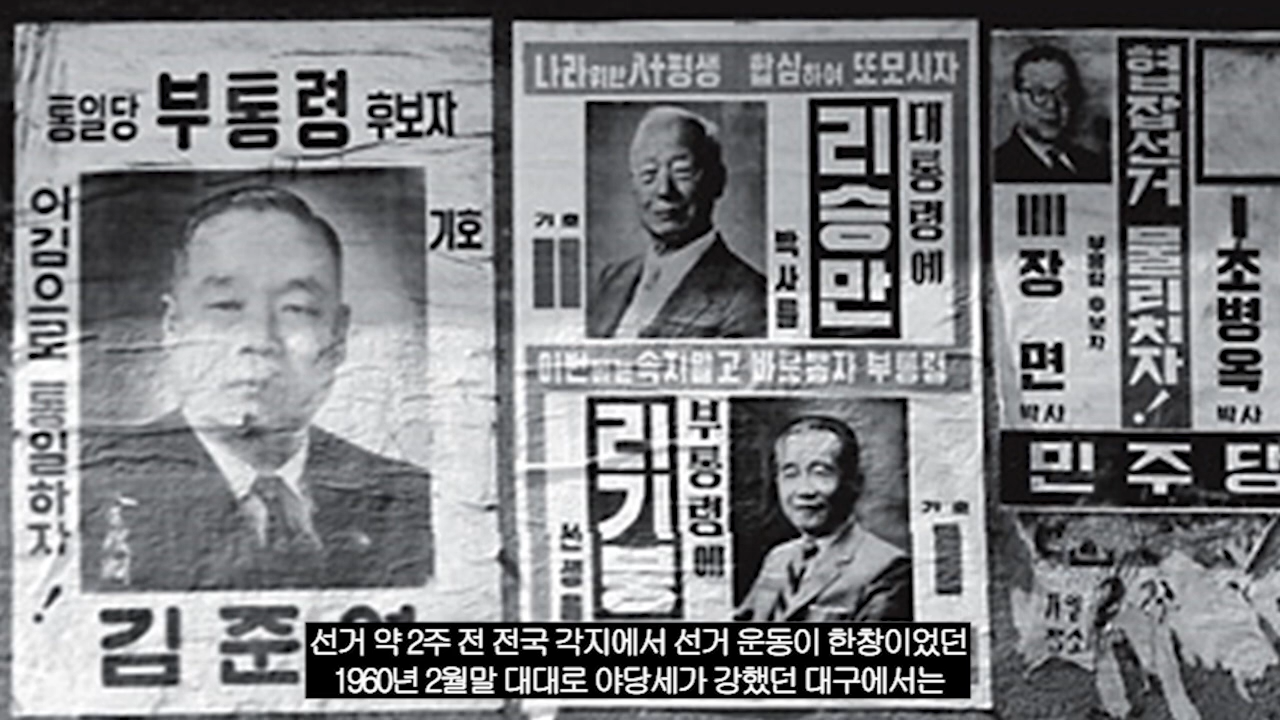 통일당 부통령 후보자
기호
이김으로 통일하자!
김준
나라위한 八十평생 합심하여 또모시자
대통령에
리승만
박사를
기호
속지말고 바로뽑자 부통령
리기붕
부통령에
선생을
기호
협잡선거 물리치자!
장면
박사
부통령 후보자
조병옥
박사
민주당
선거 약 2주 전 전국 각지에서 선거 운동이 한창이었던
1960년 2월말 대대로 야당세가 강했던 대구에서는